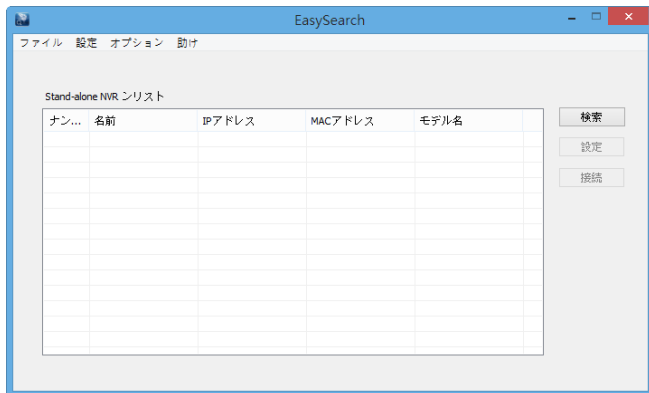 EasySearch
ファイル 設定 オプション 助け
Stand-alone NVR ンリスト
ナン... 名前 IPアドレス MACアドレス モデル名
検索
設定
接続